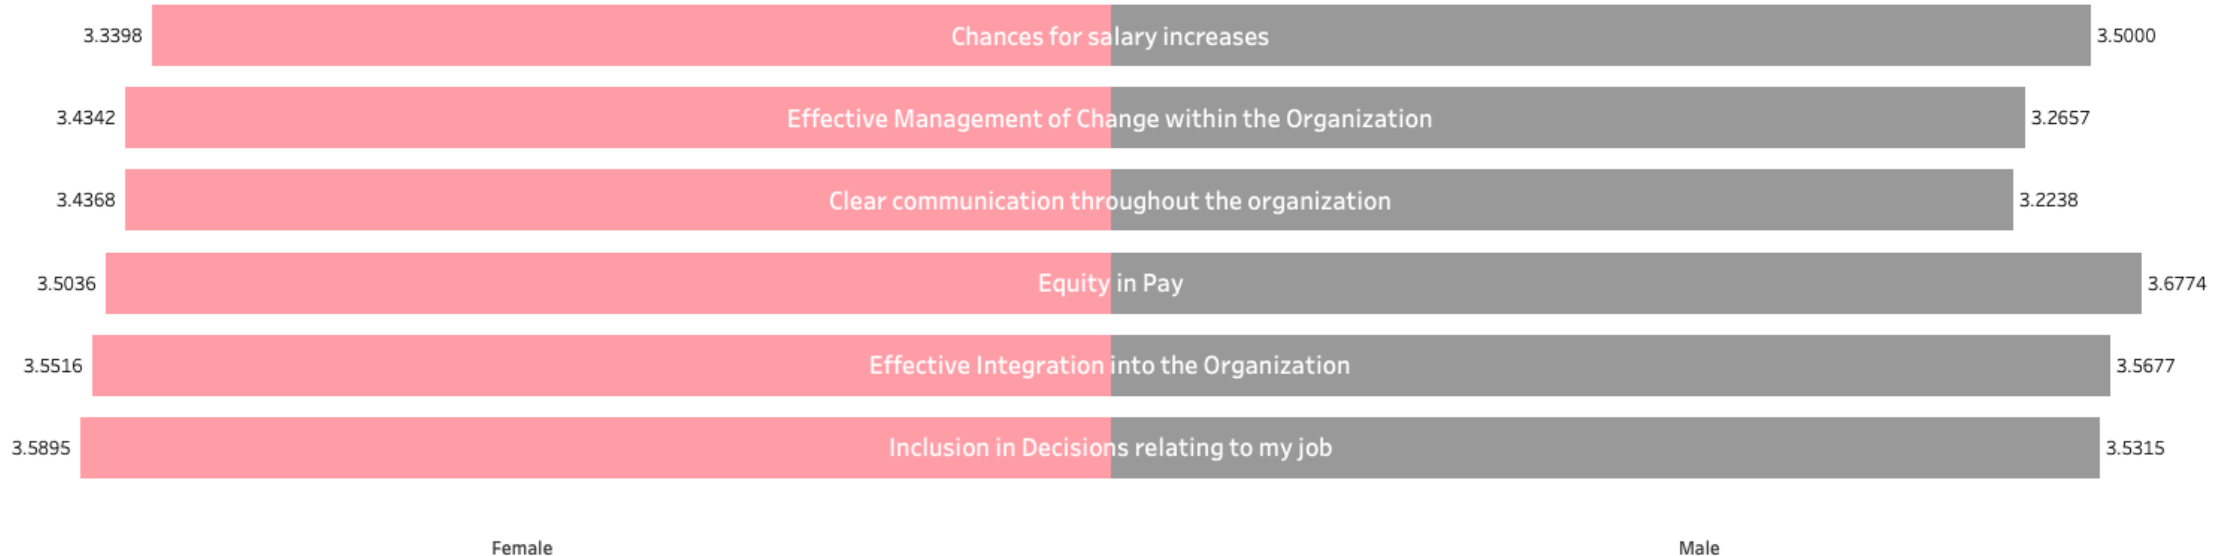 3.3398 Chances for salary increases 3.5000
3.4342 Effective Management of Change within the Organization 3.2657
3.4368 Clear communication throughout the organization 3.2238
3.5036 Equity in Pay 3.6774
3.5516 Effective Integration into the Organization 3.5677
3.5895 Inclusion in Decisions relating to my job 3.5315
Female Male